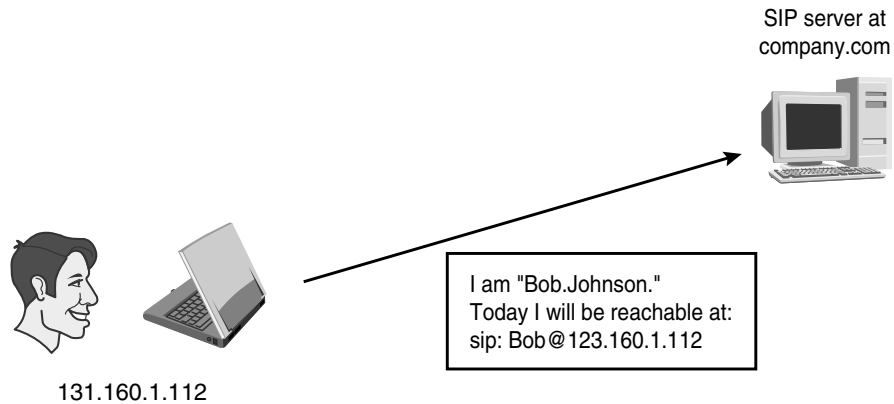 SIP server at
company.com
I am "Bob.Johnson."
Today I will be reachable at:
sip: Bob@123.160.1.112
131.160.1.112